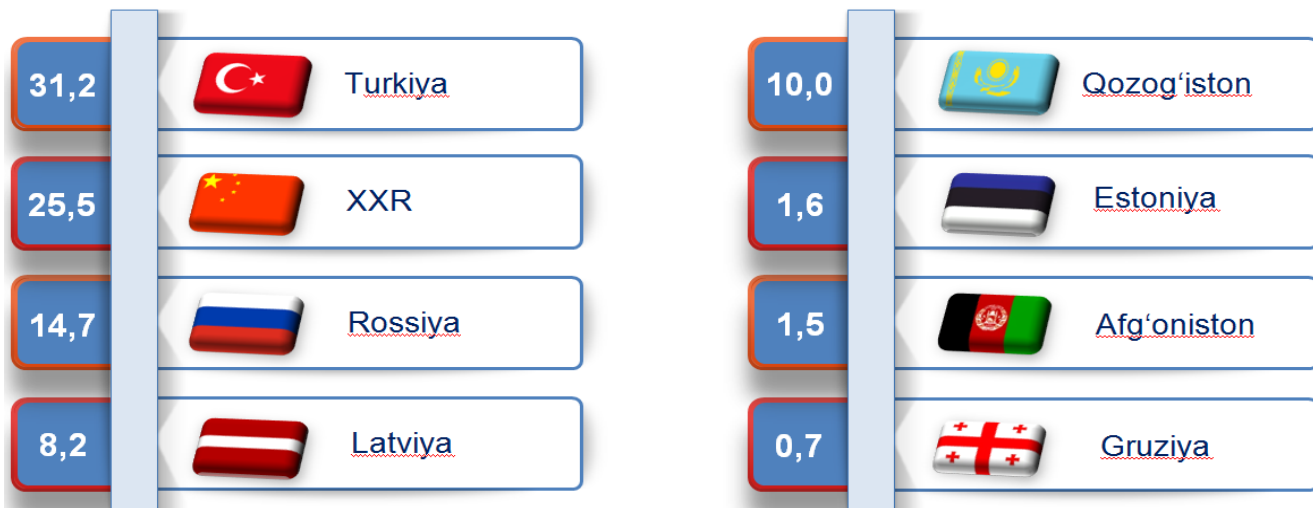 31,2 Turkiya
25,5 XXR
14,7 Rossiya
8,2 Latviya
10,0 Qozog‘iston
1,6 Estoniya
1,5 Afg‘oniston
0,7 Gruziya